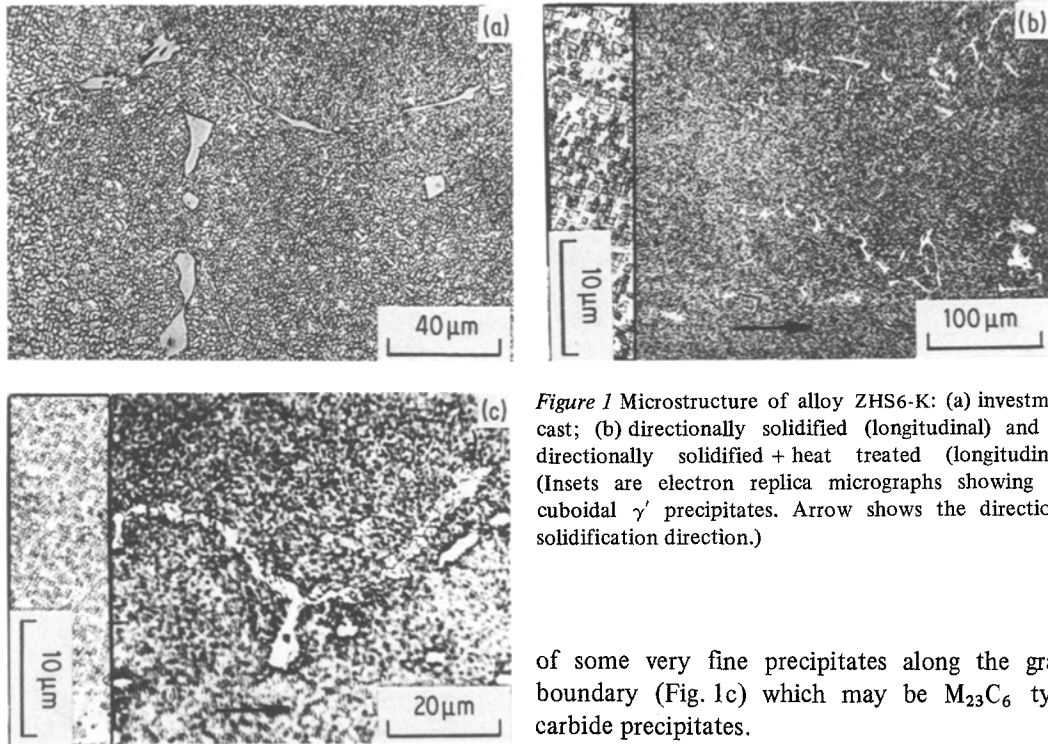 (a)
40 μm
(b)
10 μm
100 μm
(c)
10 μm
20 μm
Figure 1 Microstructure of alloy ZHS6-K: (a) investm
cast; (b) directionally solidified (longitudinal) and
directionally solidified + heat treated (longitudin
(Insets are electron replica micrographs showing
cuboidal γ′ precipitates. Arrow shows the direction
solidification direction.)
of some very fine precipitates along the gra
boundary (Fig. 1c) which may be M₂₃C₆ ty
carbide precipitates.